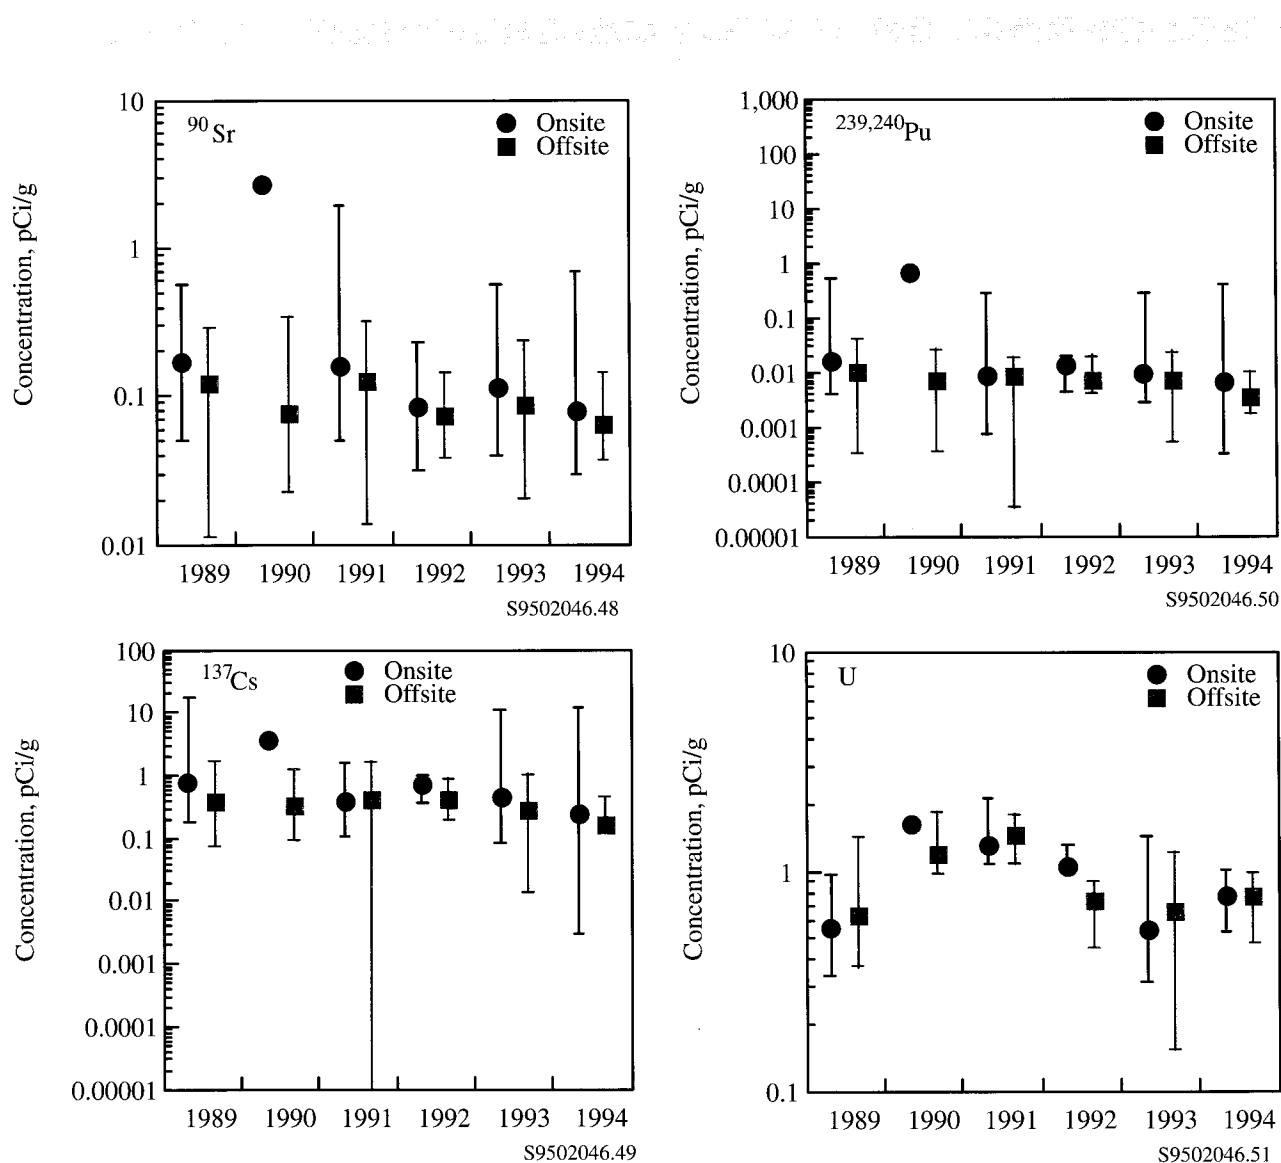 10
1
0.1
0.01
Concentration, pCi/g
90 Sr
Onsite
Offsite
1989 1990 1991 1992 1993 1994
S9502046.48
1,000
100
10
1
0.1
0.01
0.001
0.0001
0.00001
Concentration, pCi/g
239,240Pu
Onsite
Offsite
1989 1990 1991 1992 1993 1994
S9502046.50
100
10
1
0.1
0.01
0.001
0.0001
0.00001
Concentration, pCi/g
137Cs
Onsite
Offsite
1989 1990 1991 1992 1993 1994
S9502046.49
10
1
0.1
Concentration, pCi/g
U
Onsite
Offsite
1989 1990 1991 1992 1993 1994
S9502046.51